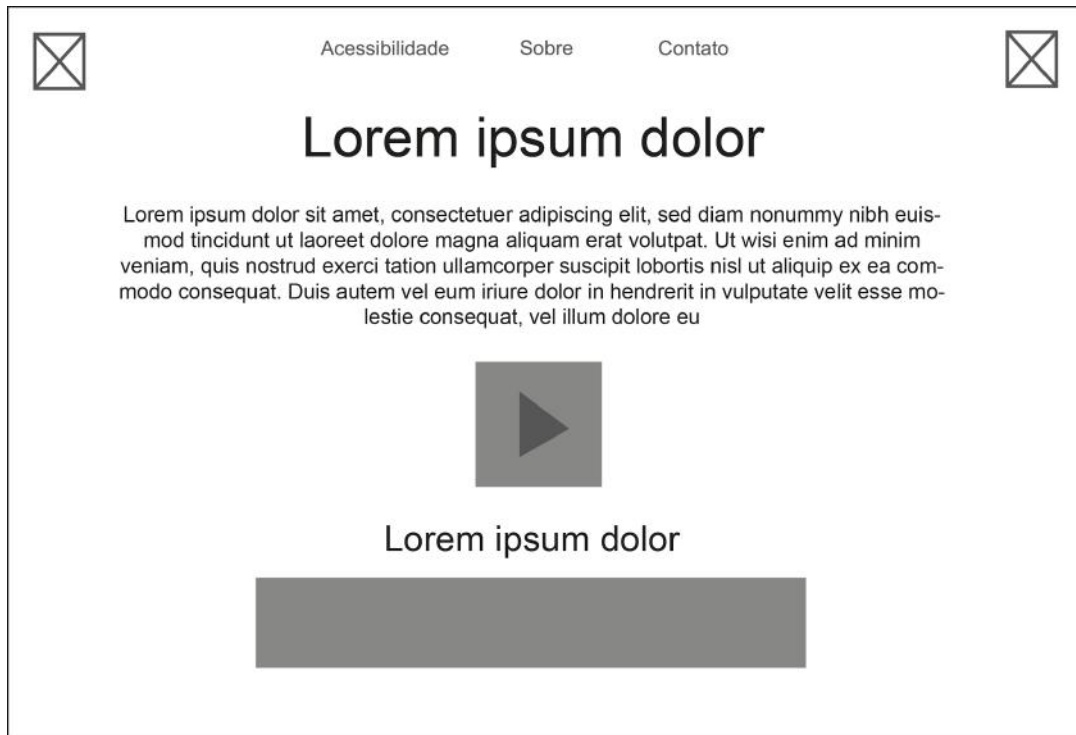 Acessibilidade Sobre Contato
Lorem ipsum dolor
Lorem ipsum dolor sit amet, consectetuer adipiscing elit, sed diam nonummy nibh euis-
mod tincidunt ut laoreet dolore magna aliquam erat volutpat. Ut wisi enim ad minim
veniam, quis nostrud exerci tation ullamcorper suscipit lobortis nisl ut aliquip ex ea com-
modo consequat. Duis autem vel eum iriure dolor in hendrerit in vulputate velit esse mo-
lestie consequat, vel illum dolore eu
Lorem ipsum dolor